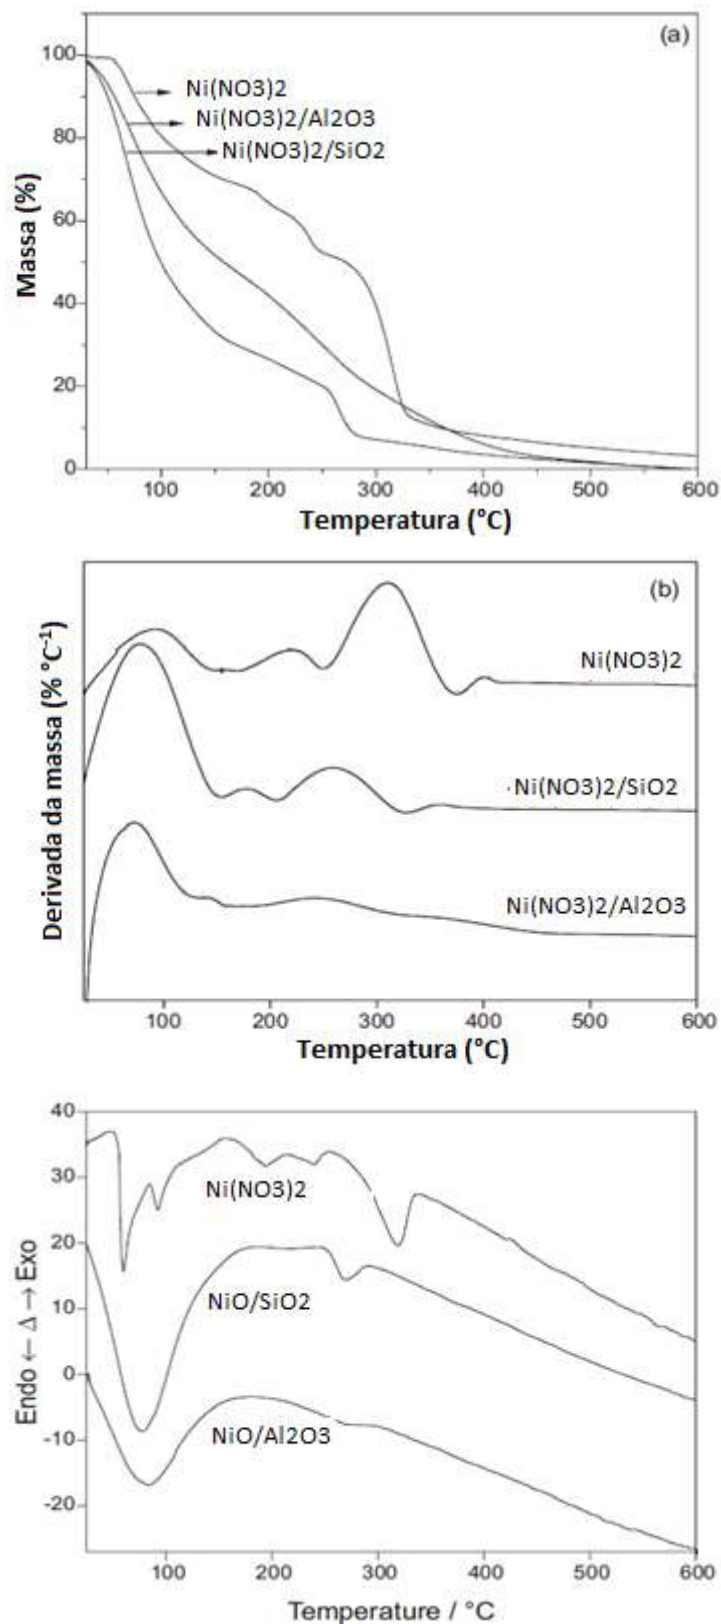 (a)
100
80
60
40
20
0
Massa (%)
Ni(NO3)2
Ni(NO3)2/Al2O3
Ni(NO3)2/SiO2
100 200 300 400 500 600
Temperatura (°C)
(b)
Derivada da massa (% °C⁻¹)
Ni(NO3)2
Ni(NO3)2/SiO2
Ni(NO3)2/Al2O3
100 200 300 400 500 600
Temperatura (°C)
40
30
20
10
0
-10
-20
Endo ← Δ → Exo
Ni(NO3)2
NiO/SiO2
NiO/Al2O3
100 200 300 400 500 600
Temperature / °C